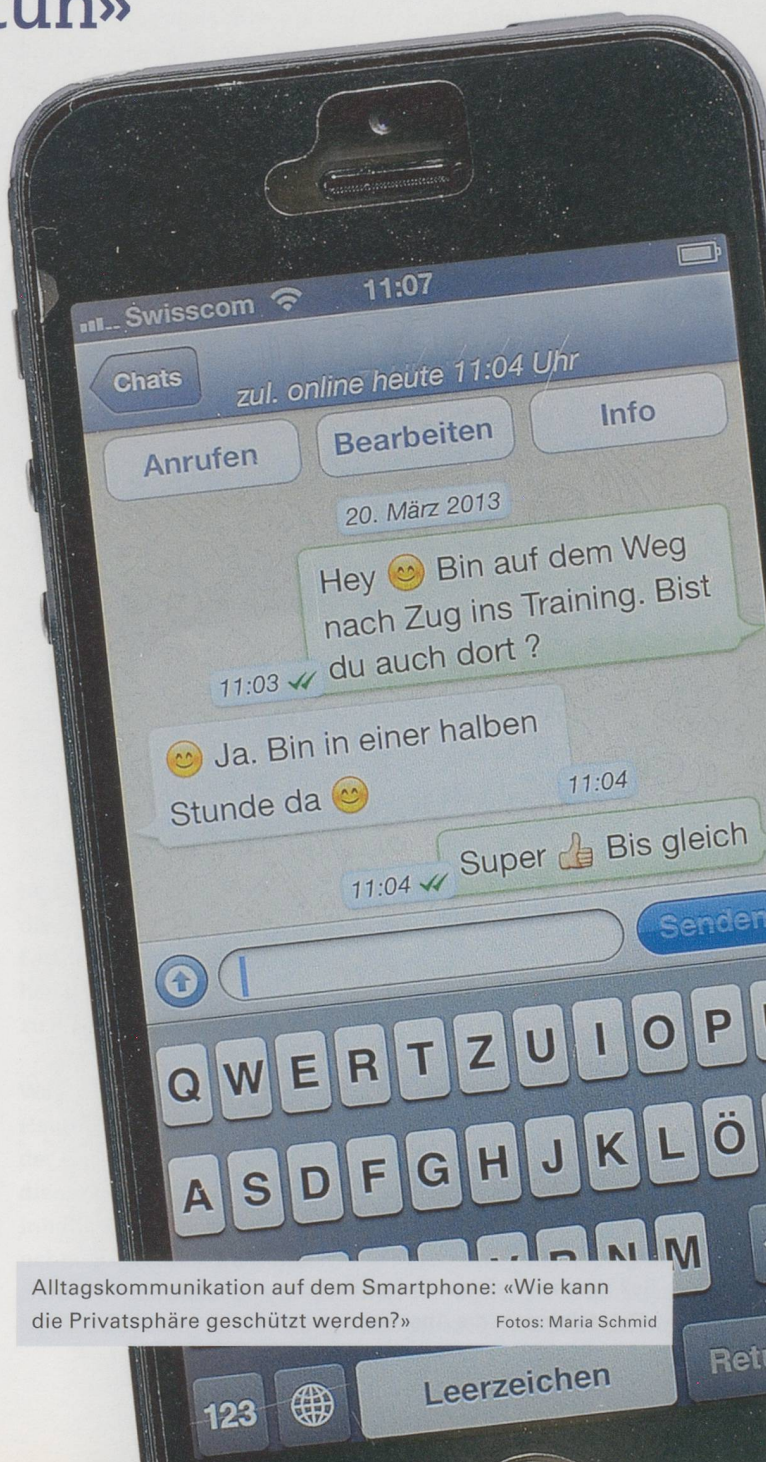 Swisscom 11:07
Chats
zul. online heute 11:04 Uhr
Anrufen Bearbeiten Info
20. März 2013
Hey 😊 Bin auf dem Weg
nach Zug ins Training. Bist
du auch dort ?
11:03
😊 Ja. Bin in einer halben
Stunde da 😊
11:04
Super 👍 Bis gleich
11:04
Senden
Q W E R T Z U I O P
A S D F G H J K L Ö
N M
Alltagskommunikation auf dem Smartphone: «Wie kann
die Privatsphäre geschützt werden?»
Fotos: Maria Schmid
123 Leerzeichen